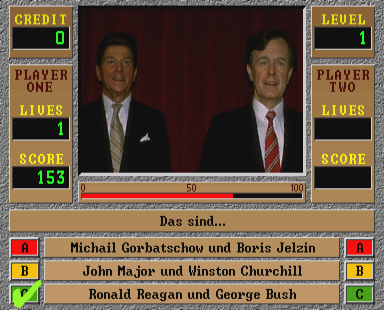 CREDIT
0
LEVEL
1
PLAYER
ONE
LIVES
1
SCORE
153
PLAYER
TWO
LIVES
SCORE
0 50 100
Das sind...
A Michail Gorbatschow und Boris Jelzin A
B John Major und Winston Churchill B
C Ronald Reagan und George Bush C